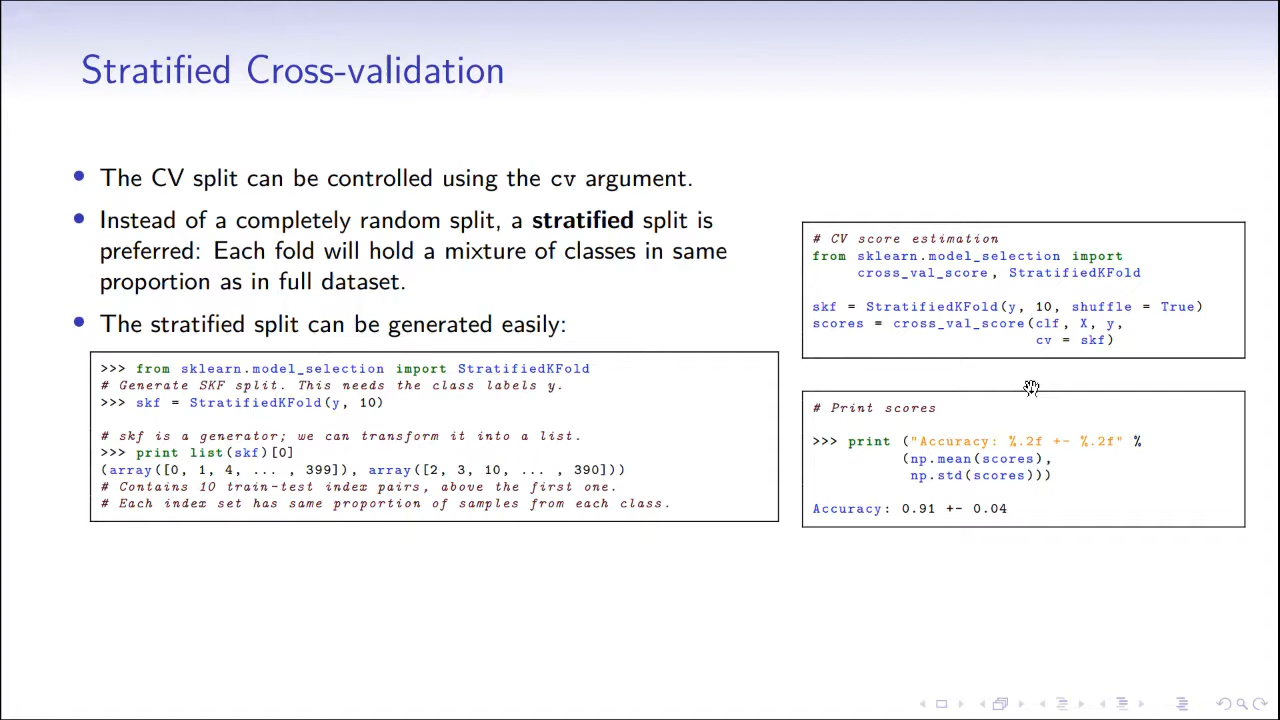 Stratified Cross-validation
• The CV split can be controlled using the cv argument.
• Instead of a completely random split, a stratified split is
preferred: Each fold will hold a mixture of classes in same
proportion as in full dataset.
• The stratified split can be generated easily:
>>> from sklearn.model_selection import StratifiedKFold
# Generate SKF split. This needs the class labels y.
>>> skf = StratifiedKFold(y, 10)
# skf is a generator; we can transform it into a list.
>>> print list(skf)[0]
(array([0, 1, 4, ... , 399]), array([2, 3, 10, ... , 390]))
# Contains 10 train-test index pairs, above the first one.
# Each index set has same proportion of samples from each class.
# CV score estimation
from sklearn.model_selection import
cross_val_score, StratifiedKFold
skf = StratifiedKFold(y, 10, shuffle = True)
scores = cross_val_score(clf, X, y,
cv = skf)
# Print scores
>>> print ("Accuracy: %.2f +- %.2f" %
(np.mean(scores),
np.std(scores)))
Accuracy: 0.91 +- 0.04